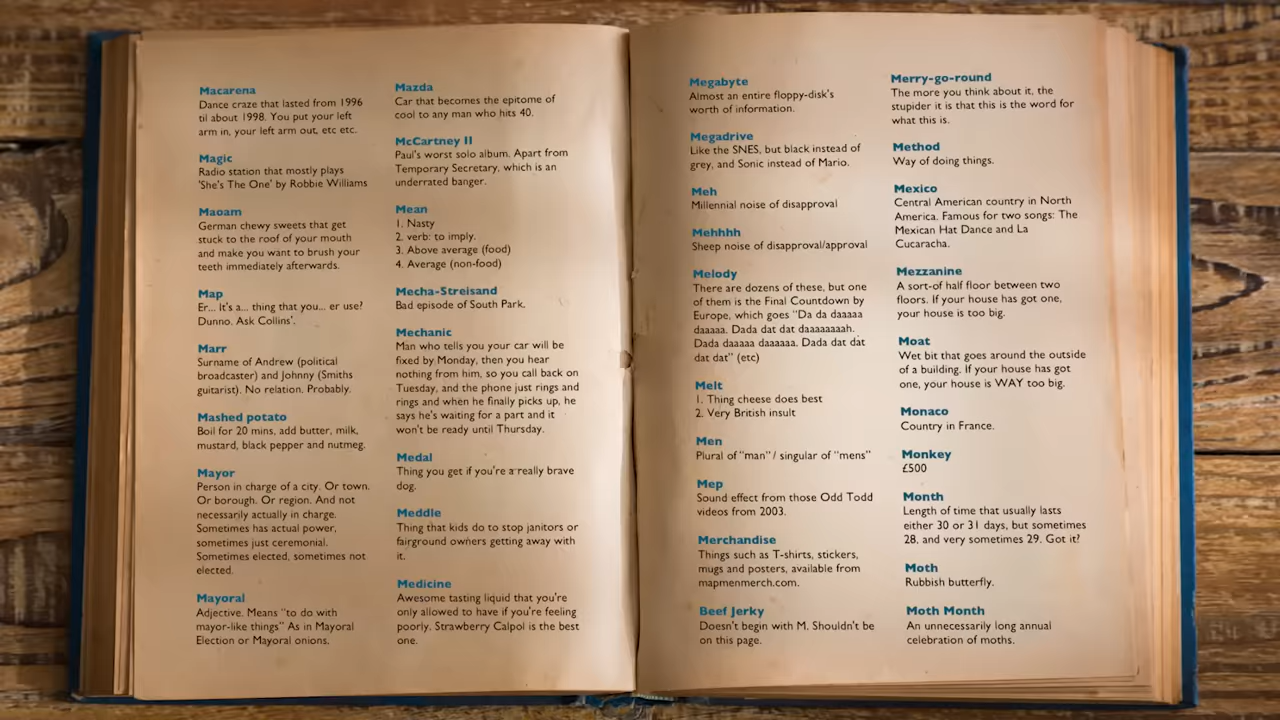 Macarena
Dance craze that lasted from 1996
til about 1998. You put your left
arm in, your left arm out, etc etc.
Magic
Radio station that mostly plays
'She's The One' by Robbie Williams
Maoam
German chewy sweets that get
stuck to the roof of your mouth
and make you want to brush your
teeth immediately afterwards.
Map
Er... It's a... thing that you... er use?
Dunno. Ask Collins'.
Marr
Surname of Andrew (political
broadcaster) and Johnny (Smiths
guitarist). No relation. Probably.
Mashed potato
Boil for 20 mins, add butter, milk,
mustard, black pepper and nutmeg.
Mayor
Person in charge of a city. Or town.
Or borough. Or region. And not
necessarily actually in charge.
Sometimes has actual power,
sometimes just ceremonial.
Sometimes elected, sometimes not
elected.
Mayoral
Adjective. Means "to do with
mayor-like things" As in Mayoral
Election or Mayoral onions.
Mazda
Car that becomes the epitome of
cool to any man who hits 40.
McCartney II
Paul's worst solo album. Apart from
Temporary Secretary, which is an
underrated banger.
Mean
1. Nasty
2. verb: to imply.
3. Above average (food)
4. Average (non-food)
Mecha-Streisand
Bad episode of South Park.
Mechanic
Man who tells you your car will be
fixed by Monday, then you hear
nothing from him, so you call back on
Tuesday, and the phone just rings and
rings and when he finally picks up, he
says he's waiting for a part and it
won't be ready until Thursday.
Medal
Thing you get if you're a really brave
dog.
Meddle
Thing that kids do to stop janitors or
fairground owners getting away with
it.
Medicine
Awesome tasting liquid that you're
only allowed to have if you're feeling
poorly. Strawberry Calpol is the best
one.
Megabyte
Almost an entire floppy-disk's
worth of information.
Megadrive
Like the SNES, but black instead of
grey, and Sonic instead of Mario.
Meh
Millennial noise of disapproval
Mehhhh
Sheep noise of disapproval/approval
Melody
There are dozens of these, but one
of them is the Final Countdown by
Europe, which goes "Da da daaaaa
daaaaa. Dada dat dat daaaaaaaah.
Dada daaaaa daaaaaa. Dada dat dat
dat dat" (etc)
Melt
1. Thing cheese does best
2. Very British insult
Men
Plural of "man" / singular of "mens"
Mep
Sound effect from those Odd Todd
videos from 2003.
Merchandise
Things such as T-shirts, stickers,
mugs and posters, available from
mapmenmerch.com.
Beef Jerky
Doesn't begin with M. Shouldn't be
on this page.
Merry-go-round
The more you think about it, the
stupider it is that this is the word for
what this is.
Method
Way of doing things.
Mexico
Central American country in North
America. Famous for two songs: The
Mexican Hat Dance and La
Cucaracha.
Mezzanine
A sort-of half floor between two
floors. If your house has got one,
your house is too big.
Moat
Wet bit that goes around the outside
of a building. If your house has got
one, your house is WAY too big.
Monaco
Country in France.
Monkey
£500
Month
Length of time that usually lasts
either 30 or 31 days, but sometimes
28, and very sometimes 29. Got it?
Moth
Rubbish butterfly.
Moth Month
An unnecessarily long annual
celebration of moths.